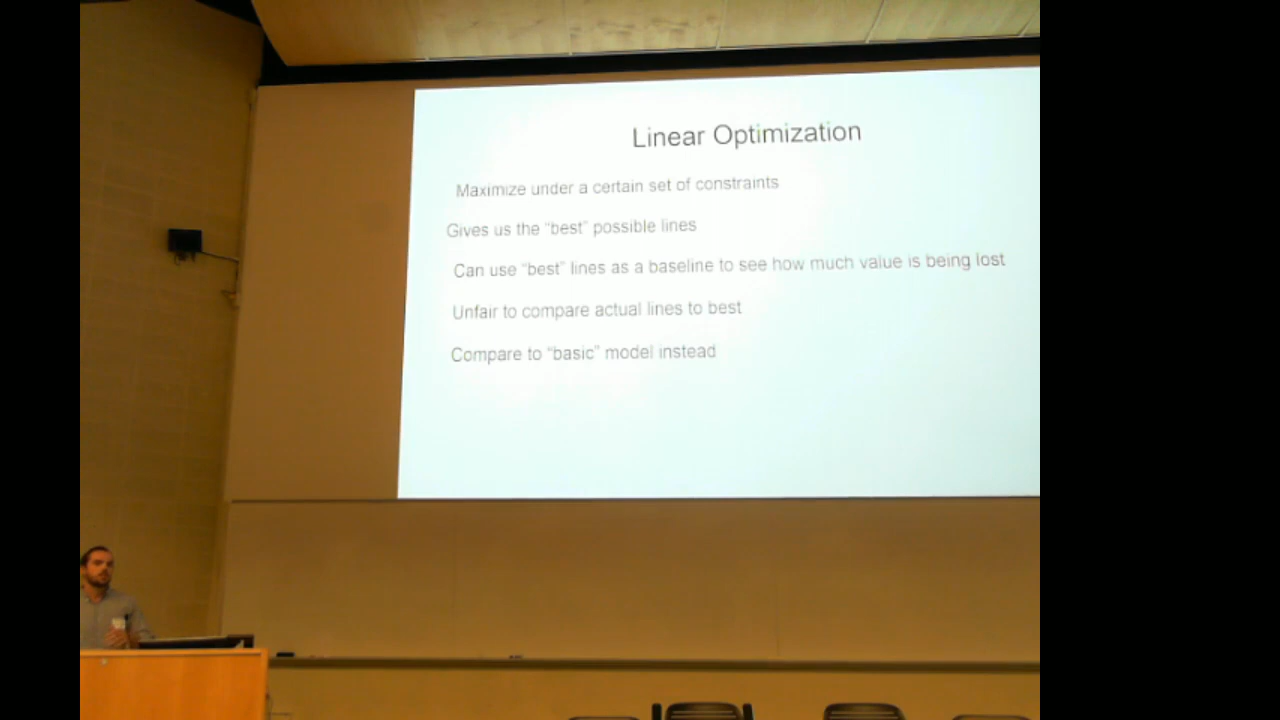 Linear Optimization
Maximize under a certain set of constraints
Gives us the “best” possible lines
Can use “best” lines as a baseline to see how much value is being lost
Unfair to compare actual lines to best
Compare to “basic” model instead